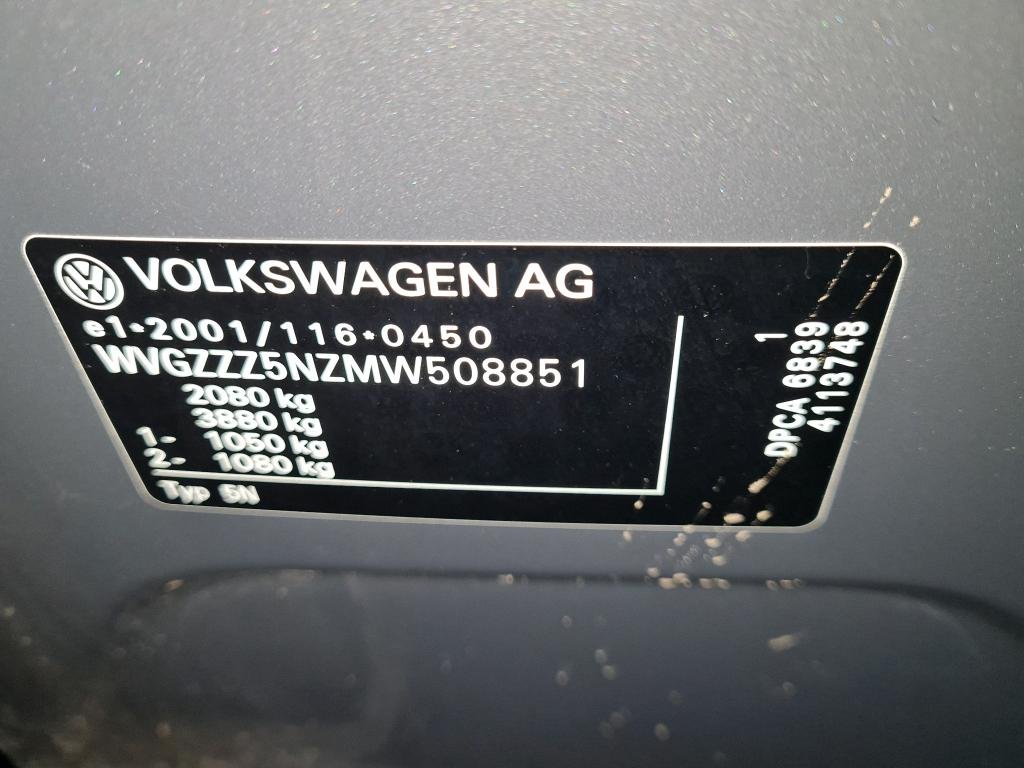 VOLKSWAGEN AG
e1*2001/116*0450
WVGZZZ5NZMW508851
2080 kg
3880 kg
1- 1050 kg
2- 1080 kg
Typ 5N
1
DPCA 6839
4113748